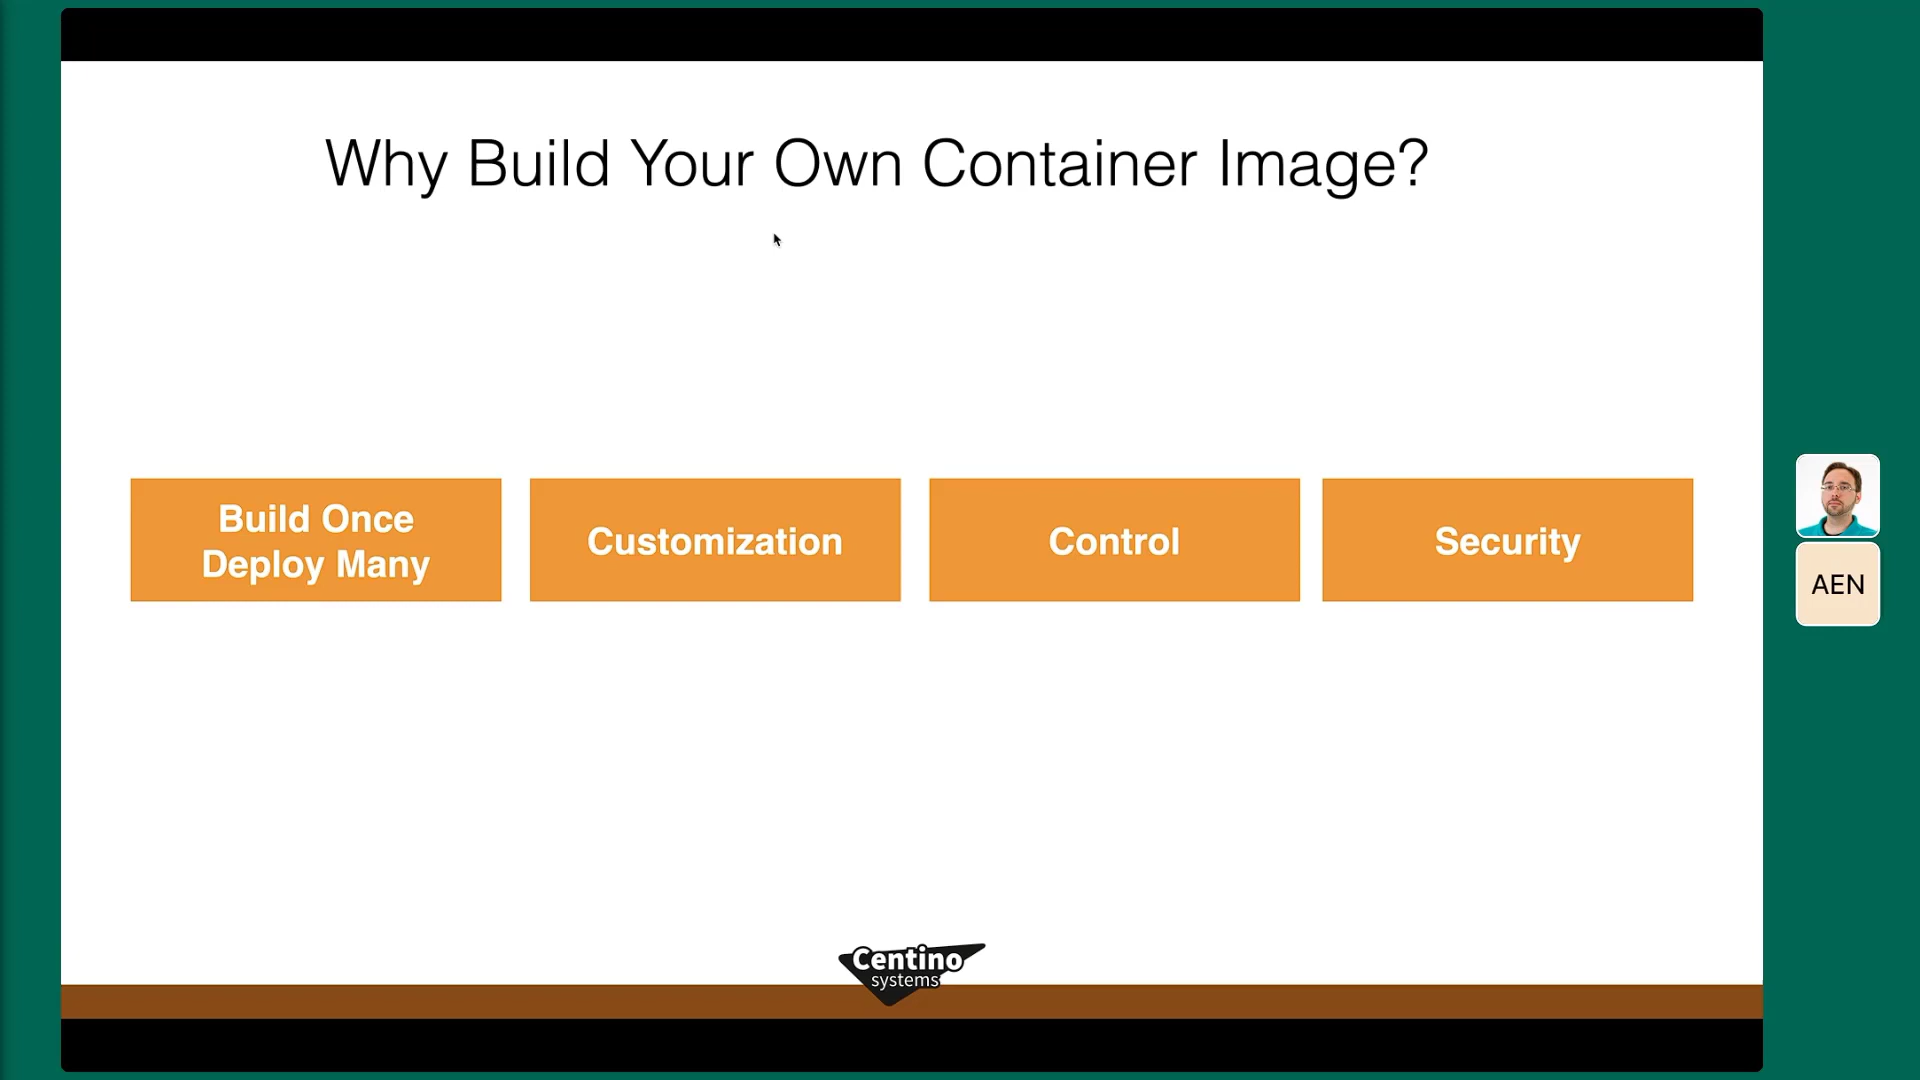 Why Build Your Own Container Image?
Build Once
Deploy Many
Customization
Control
Security
AEN
Centino
systems